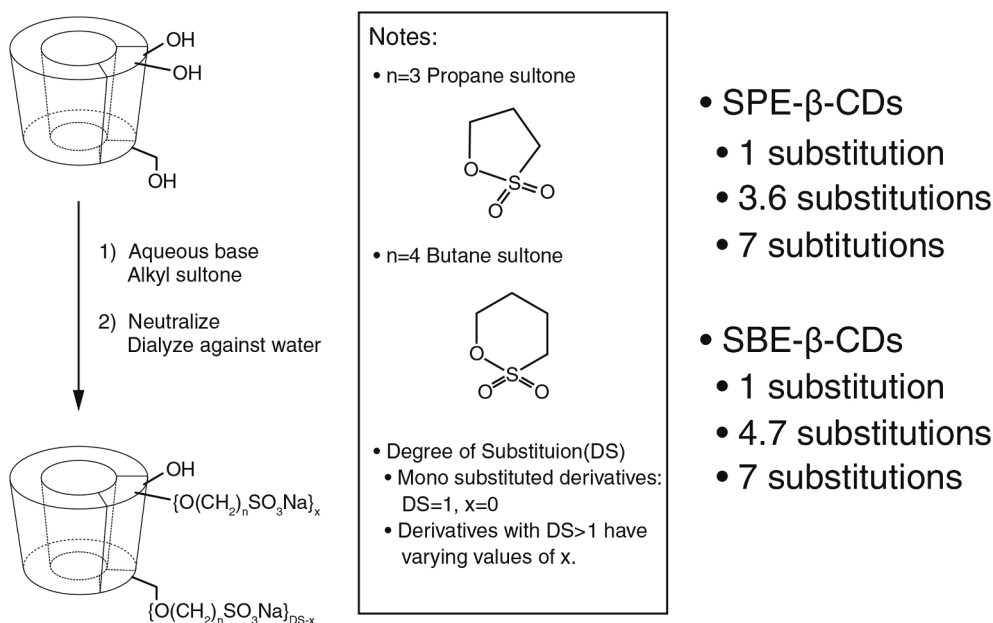 OH
OH
OH
1) Aqueous base
Alkyl sultone
2) Neutralize
Dialyze against water
OH
{O(CH₂)ₙSO₃Na}ₓ
{O(CH₂)ₙSO₃Na}DS-x
Notes:
• n=3 Propane sultone
O
S
O
O
• n=4 Butane sultone
O
S
O
O
• Degree of Substituion(DS)
• Mono substituted derivatives:
DS=1, x=0
• Derivatives with DS>1 have
varying values of x.
• SPE-β-CDs
• 1 substitution
• 3.6 substitutions
• 7 subtitutions
• SBE-β-CDs
• 1 substitution
• 4.7 substitutions
• 7 substitutions